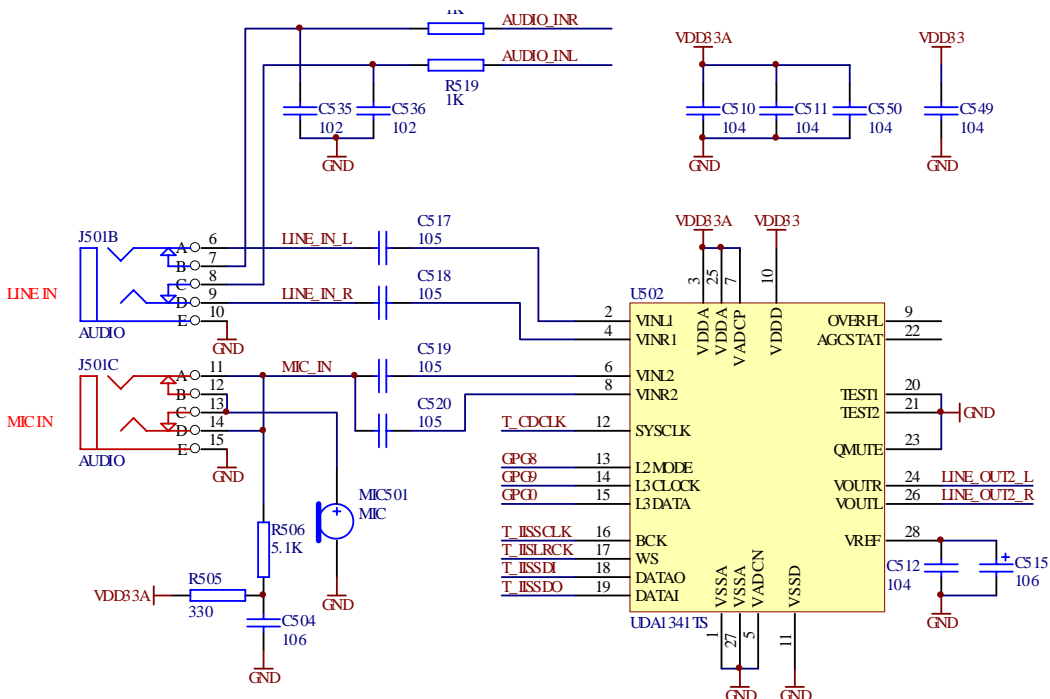 AUDIO_INR
AUDIO_INL
R519
1K
C535
102
C536
102
GND
VDD33A
VDD33
C510
104
C511
104
C550
104
C549
104
GND
GND
J501B
LINE IN
AUDIO
A
B
C
D
E
6
7
8
9
10
GND
LINE_IN_L
LINE_IN_R
C517
105
C518
105
J501C
MIC IN
AUDIO
A
B
C
D
E
11
12
13
14
15
GND
MIC_IN
C519
105
C520
105
MIC501
MIC
GND
R506
5.1K
R505
330
VDD33A
C504
106
GND
VDD33A
VDD33
3
25
7
10
U502
VDDA
VDDA
VADCP
VDDD
2 VINL1
4 VINR1
6 VINL2
8 VINR2
T_CDCLK 12 SYSCLK
GPG8 13 L2MODE
GPG9 14 L3CLOCK
GPG0 15 L3DATA
T_IISSCLK 16 BCK
T_IISLRCK 17 WS
T_IISSDI 18 DATAO
T_IISSDO 19 DATAI
OVERFL 9
AGCSTAT 22
TEST1 20
TEST2 21
GND
QMUTE 23
VOUTR 24 LINE_OUT2_L
VOUTL 26 LINE_OUT2_R
VREF 28
C512
104
C515
106
GND
VSSA
VSSA
VADCN
VSSD
UDA1341TS
1
27
5
11
GND
GND